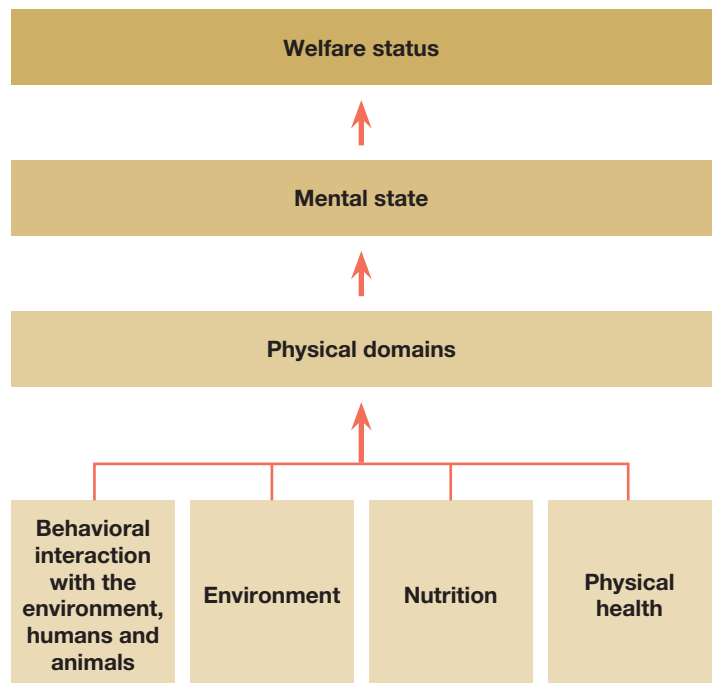 Welfare status
Mental state
Physical domains
Behavioral
interaction
with the
environment,
humans and
animals
Environment
Nutrition
Physical
health